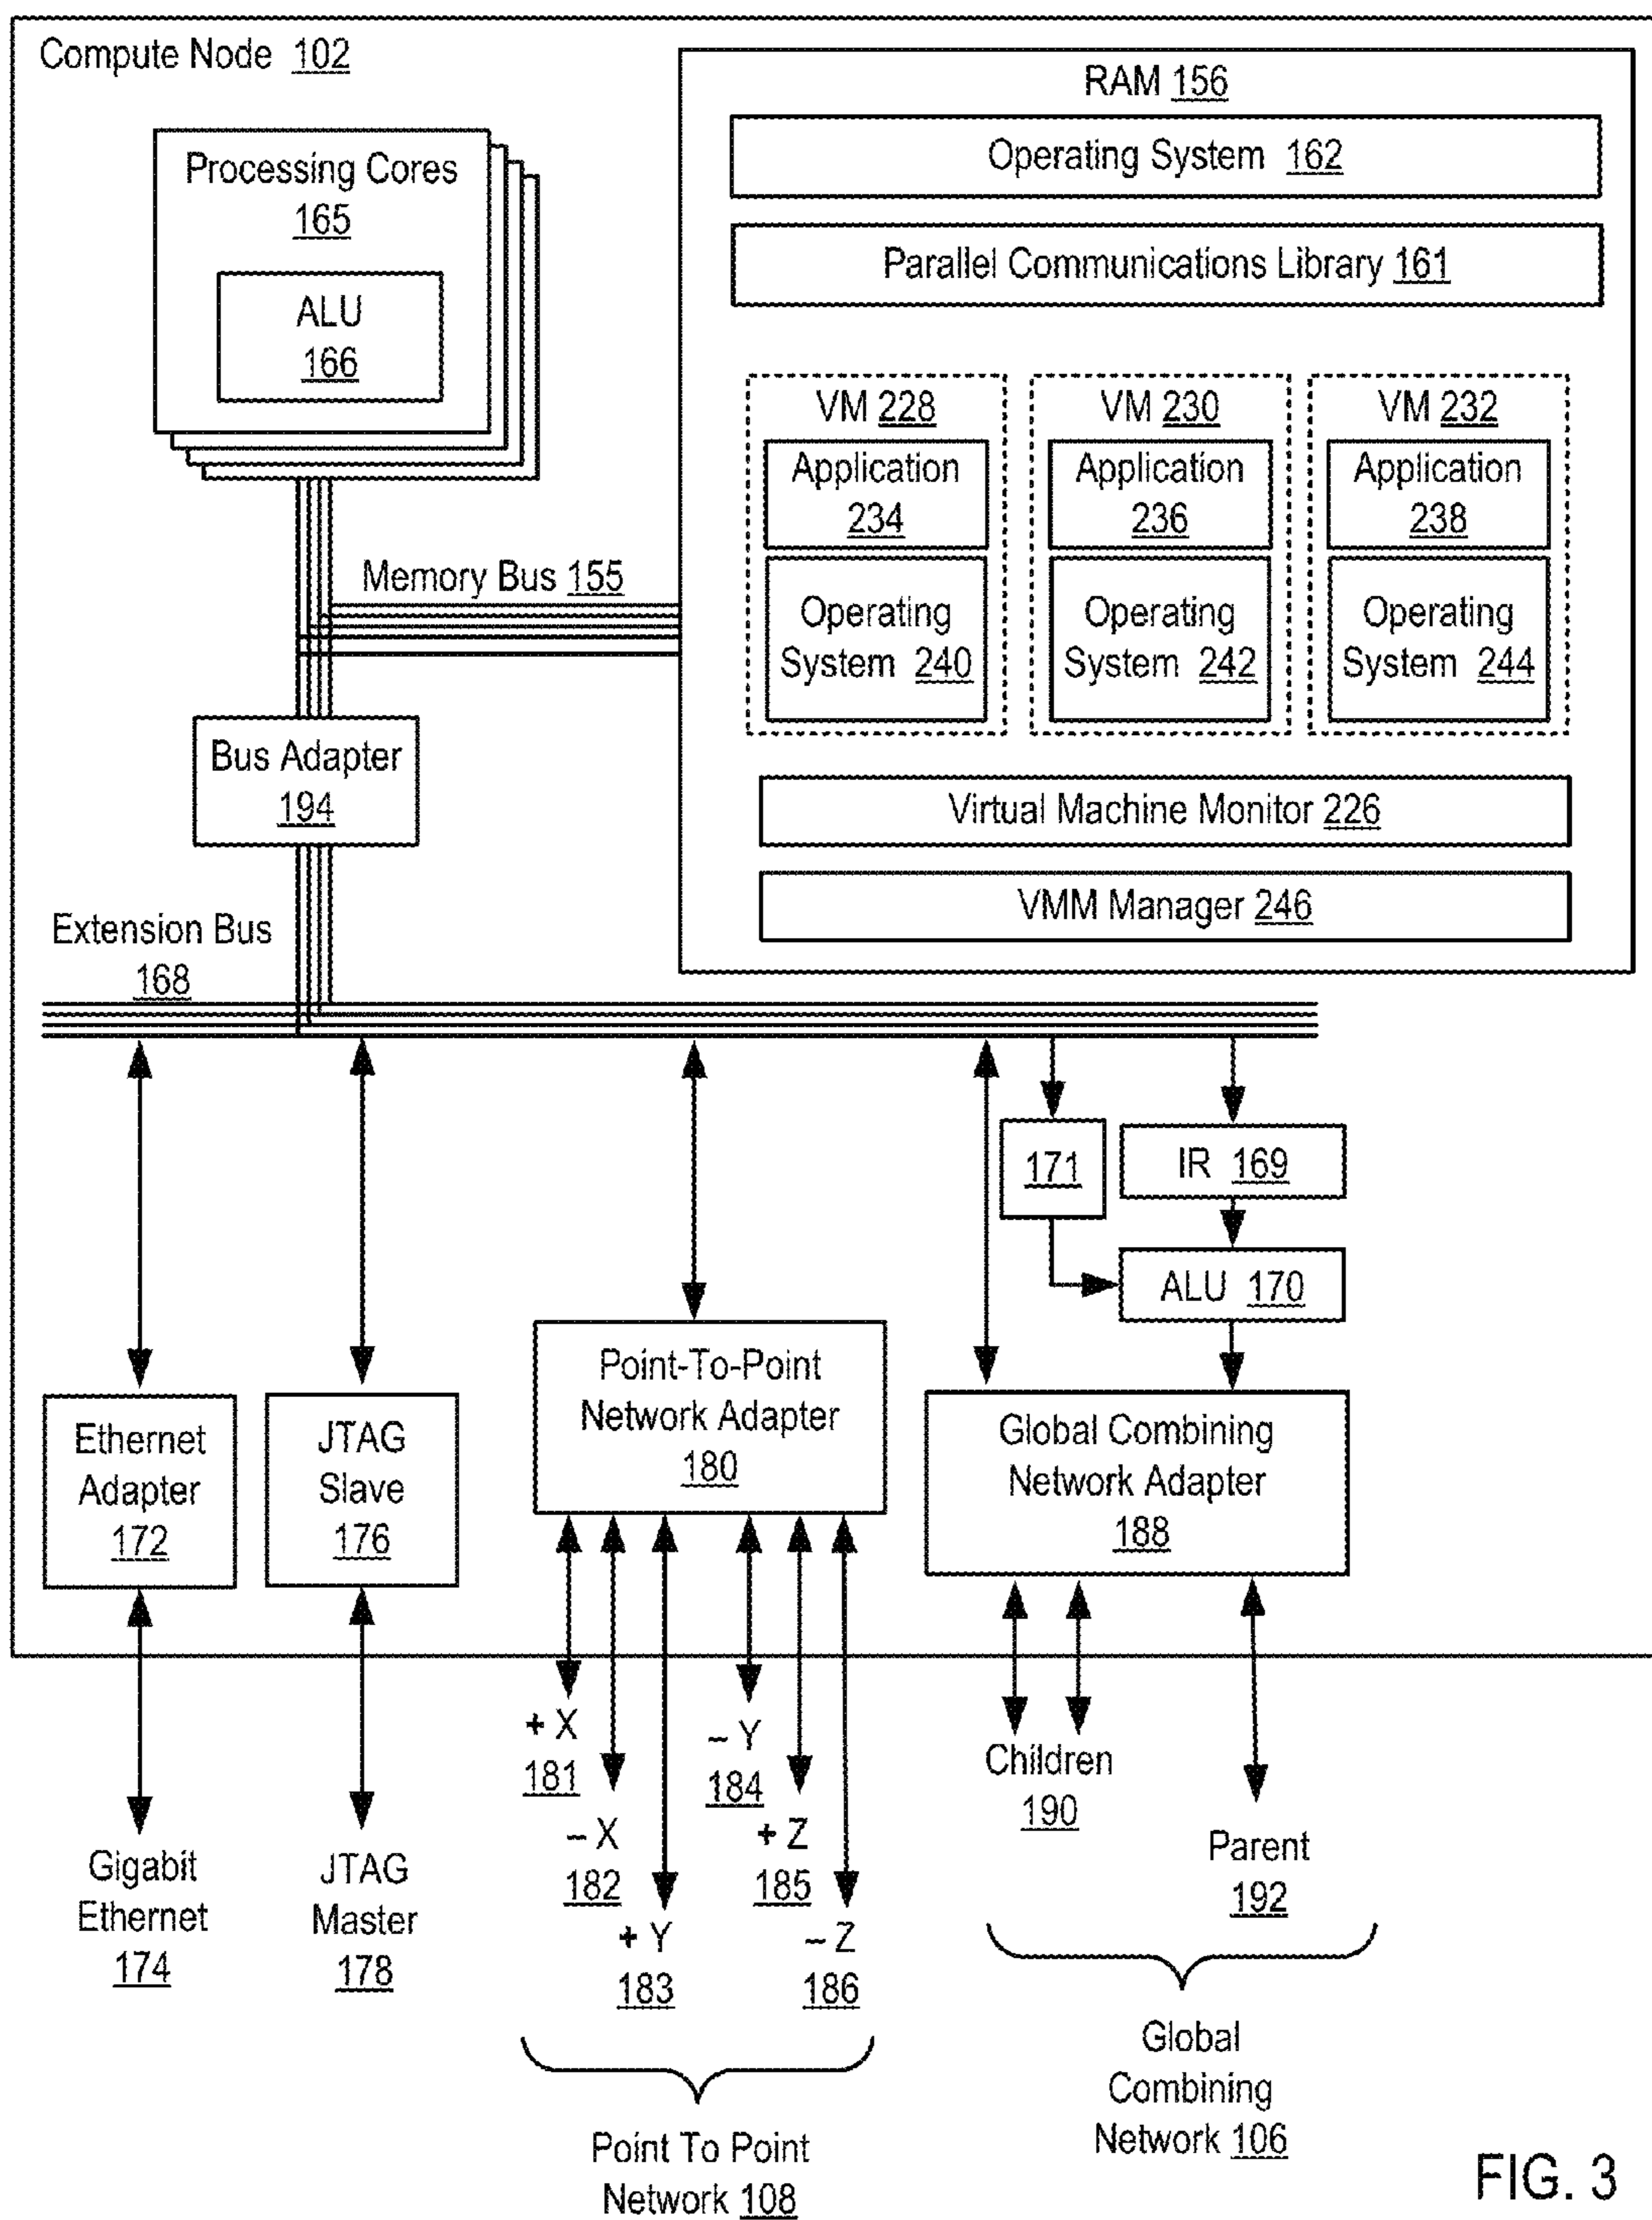 Compute Node 102
RAM 156
Operating System 162
Parallel Communications Library 161
Processing Cores
165
ALU
166
VM 228
Application
234
Operating
System 240
VM 230
Application
236
Operating
System 242
VM 232
Application
238
Operating
System 244
Memory Bus 155
Bus Adapter
194
Virtual Machine Monitor 226
VMM Manager 246
Extension Bus
168
171
IR 169
ALU 170
Ethernet
Adapter
172
JTAG
Slave
176
Point-To-Point
Network Adapter
180
Global Combining
Network Adapter
188
Gigabit
Ethernet
174
JTAG
Master
178
+ X
181
– X
182
+ Y
183
– Y
184
+ Z
185
– Z
186
Children
190
Parent
192
Point To Point
Network 108
Global
Combining
Network 106
FIG. 3